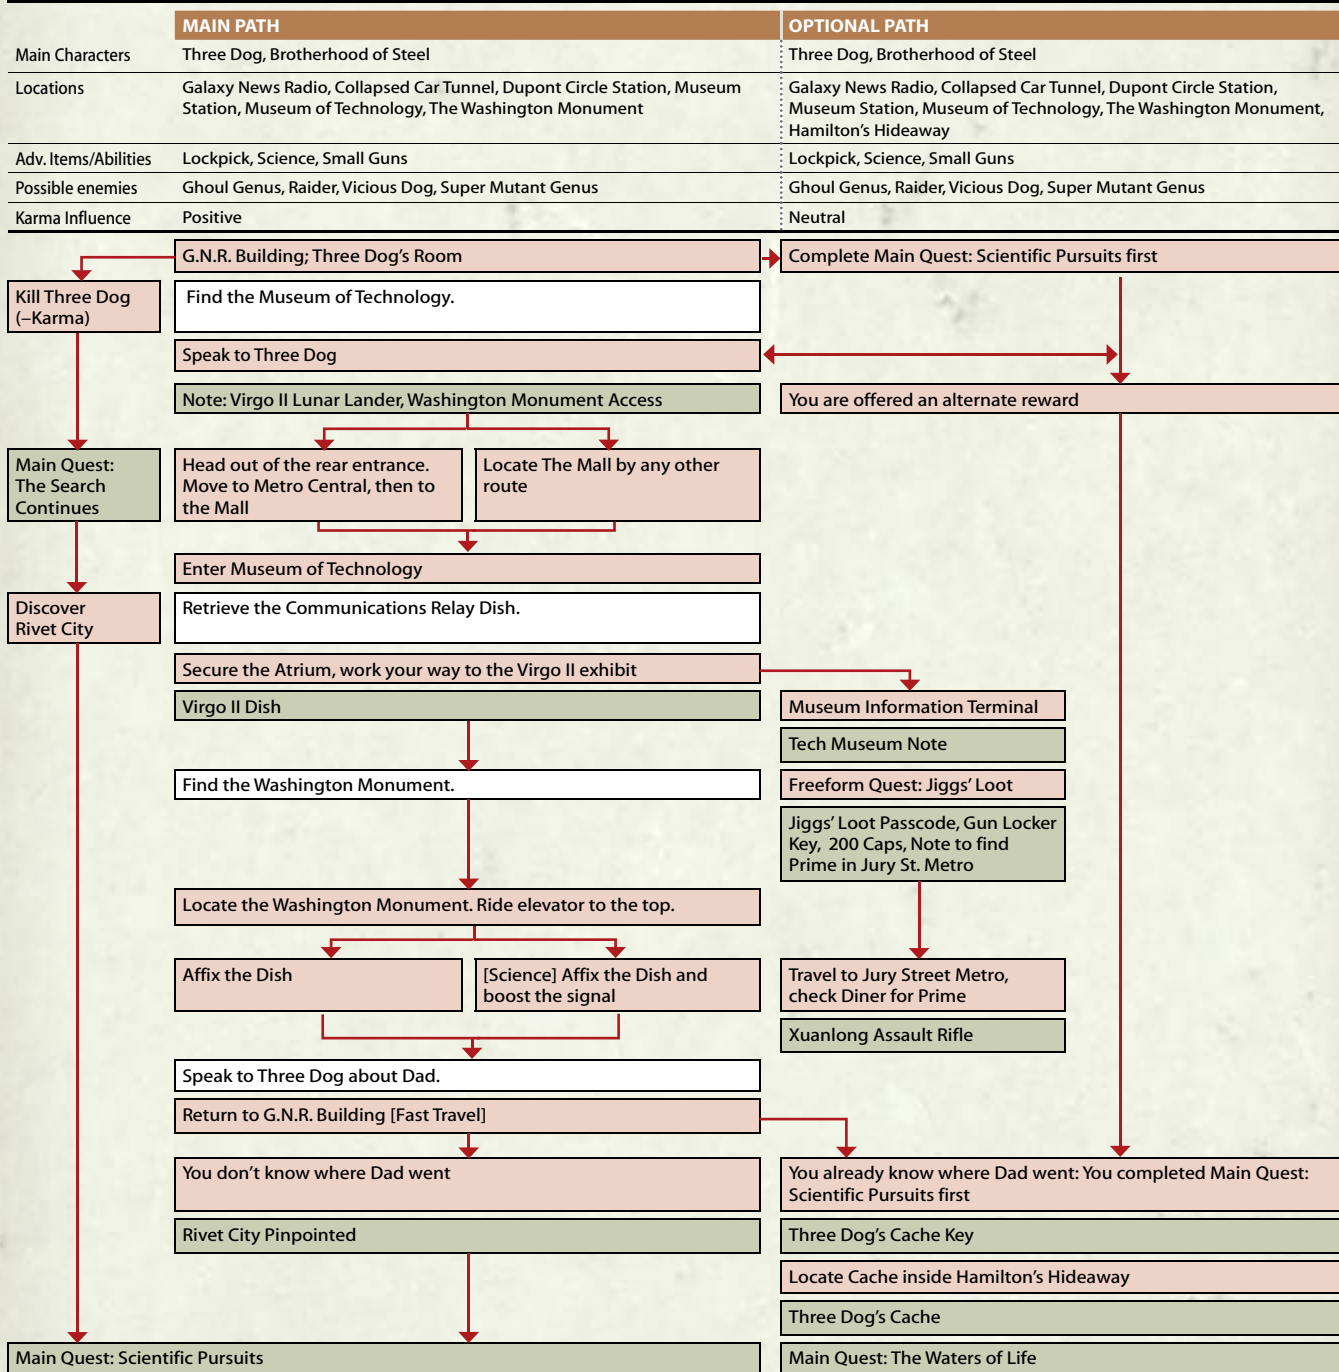 MAIN PATH
OPTIONAL PATH
Main Characters
Three Dog, Brotherhood of Steel
Three Dog, Brotherhood of Steel
Locations
Galaxy News Radio, Collapsed Car Tunnel, Dupont Circle Station, Museum
Station, Museum of Technology, The Washington Monument
Galaxy News Radio, Collapsed Car Tunnel, Dupont Circle Station,
Museum Station, Museum of Technology, The Washington Monument,
Hamilton's Hideaway
Adv. Items/Abilities
Lockpick, Science, Small Guns
Lockpick, Science, Small Guns
Possible enemies
Ghoul Genus, Raider, Vicious Dog, Super Mutant Genus
Ghoul Genus, Raider, Vicious Dog, Super Mutant Genus
Karma Influence
Positive
Neutral
G.N.R. Building; Three Dog's Room
Complete Main Quest: Scientific Pursuits first
Kill Three Dog
(–Karma)
Find the Museum of Technology.
Speak to Three Dog
Note: Virgo II Lunar Lander, Washington Monument Access
You are offered an alternate reward
Main Quest:
The Search
Continues
Head out of the rear entrance.
Move to Metro Central, then to
the Mall
Locate The Mall by any other
route
Enter Museum of Technology
Discover
Rivet City
Retrieve the Communications Relay Dish.
Secure the Atrium, work your way to the Virgo II exhibit
Virgo II Dish
Museum Information Terminal
Tech Museum Note
Find the Washington Monument.
Freeform Quest: Jiggs' Loot
Jiggs' Loot Passcode, Gun Locker
Key, 200 Caps, Note to find
Prime in Jury St. Metro
Locate the Washington Monument. Ride elevator to the top.
Affix the Dish
[Science] Affix the Dish and
boost the signal
Travel to Jury Street Metro,
check Diner for Prime
Xuanlong Assault Rifle
Speak to Three Dog about Dad.
Return to G.N.R. Building [Fast Travel]
You don't know where Dad went
You already know where Dad went: You completed Main Quest:
Scientific Pursuits first
Rivet City Pinpointed
Three Dog's Cache Key
Locate Cache inside Hamilton's Hideaway
Three Dog's Cache
Main Quest: Scientific Pursuits
Main Quest: The Waters of Life